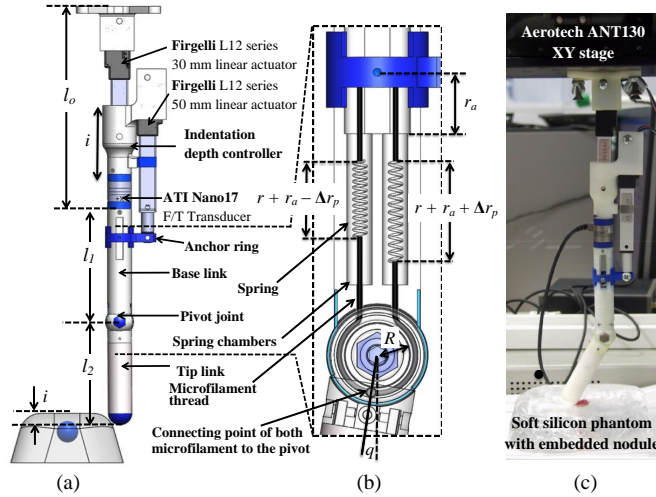 Firgelli L12 series
30 mm linear actuator
Firgelli L12 series
50 mm linear actuator
l_o
i
Indentation
depth controller
ATI Nano17
F/T Transducer
l_1
Anchor ring
Base link
Pivot joint
l_2
Tip link
i
(a)
r_a
r + r_a − Δr_p
r + r_a + Δr_p
Spring
Spring chambers
R
Microfilament
thread
Connecting point of both
microfilament to the pivot
q
(b)
Aerotech ANT130
XY stage
Soft silicon phantom
with embedded nodule
(c)